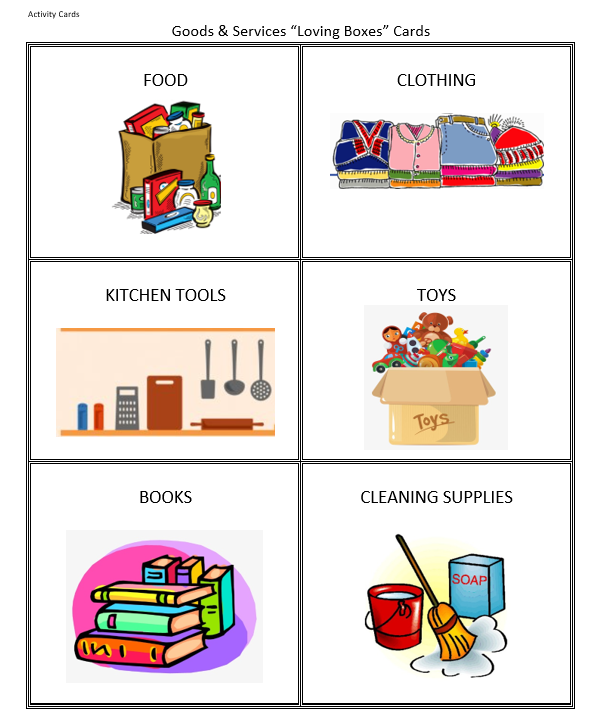 Activity Cards
Goods & Services “Loving Boxes” Cards
FOOD
CLOTHING
KITCHEN TOOLS
TOYS
Toys
BOOKS
CLEANING SUPPLIES
SOAP